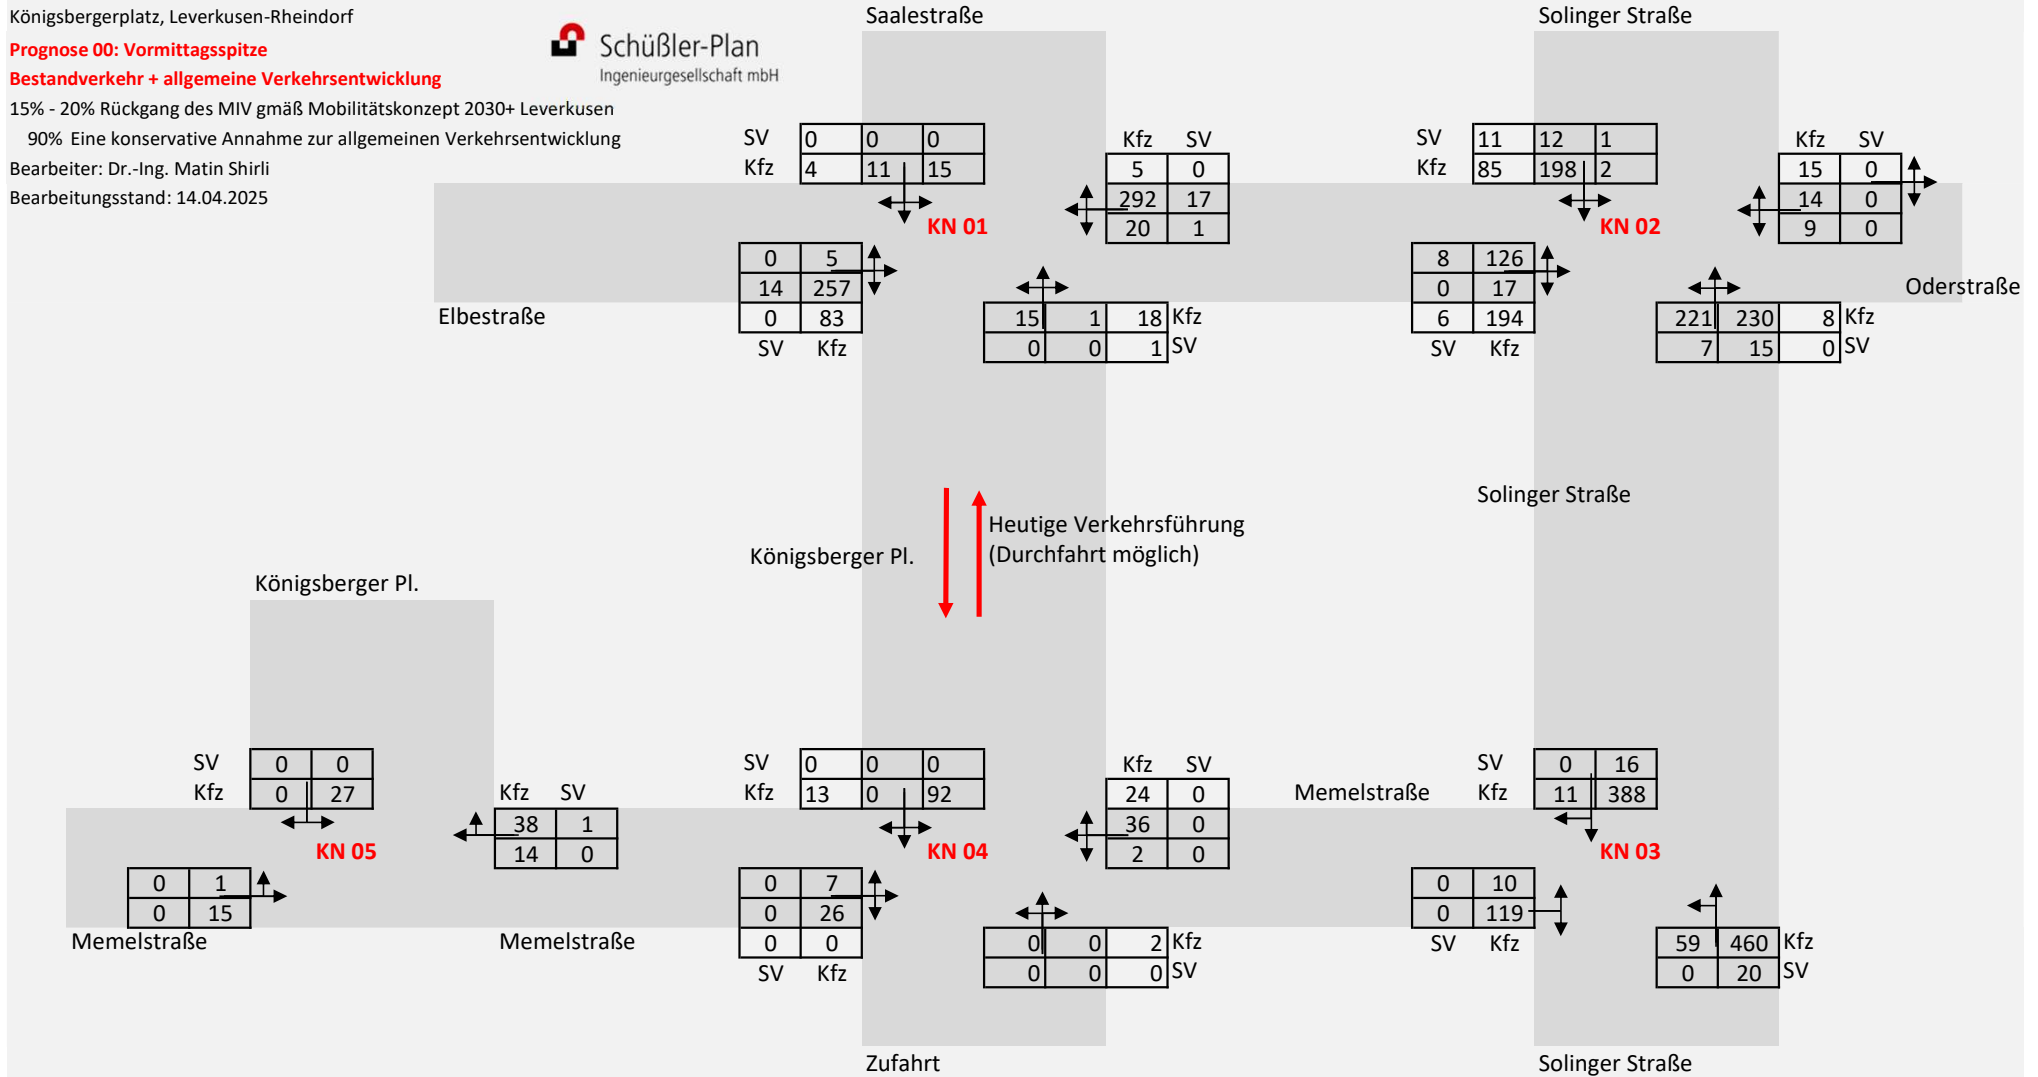 Königsbergerplatz, Leverkusen-Rheindorf
Prognose 00: Vormittagsspitze
Bestandverkehr + allgemeine Verkehrsentwicklung
15% - 20% Rückgang des MIV gmäß Mobilitätskonzept 2030+ Leverkusen
90% Eine konservative Annahme zur allgemeinen Verkehrsentwicklung
Bearbeiter: Dr.-Ing. Matin Shirli
Bearbeitungsstand: 14.04.2025
Schüßler-Plan
Ingenieurgesellschaft mbH
Saalestraße
Solinger Straße
SV 0 0 0
Kfz 4 11 15
Kfz SV
5 0
292 17
20 1
KN 01
0 5
14 257
0 83
SV Kfz
15 1 18 Kfz
0 0 1 SV
Elbestraße
SV 11 12 1
Kfz 85 198 2
Kfz SV
15 0
14 0
9 0
KN 02
8 126
0 17
6 194
SV Kfz
221 230 8 Kfz
7 15 0 SV
Oderstraße
Solinger Straße
Heutige Verkehrsführung
(Durchfahrt möglich)
Königsberger Pl.
Königsberger Pl.
SV 0 0
Kfz 0 27
Kfz SV
38 1
14 0
KN 05
0 1
0 15
Memelstraße
Memelstraße
SV 0 0 0
Kfz 13 0 92
Kfz SV
24 0
36 0
2 0
KN 04
0 7
0 26
0 0
SV Kfz
0 0 2 Kfz
0 0 0 SV
Memelstraße
SV 0 16
Kfz 11 388
KN 03
0 10
0 119
SV Kfz
59 460 Kfz
0 20 SV
Zufahrt
Solinger Straße